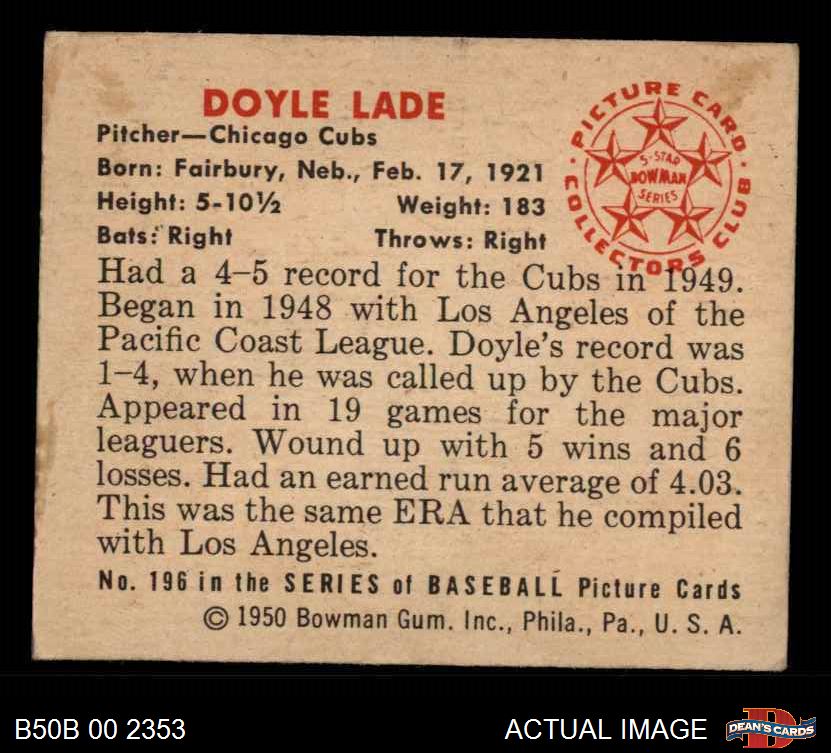 DOYLE LADE
Pitcher—Chicago Cubs
Born: Fairbury, Neb., Feb. 17, 1921
Height: 5-10½ Weight: 183
Bats: Right Throws: Right
PICTURE CARD COLLECTORS CLUB
5-STAR
BOWMAN
SERIES
Had a 4–5 record for the Cubs in 1949.
Began in 1948 with Los Angeles of the
Pacific Coast League. Doyle's record was
1–4, when he was called up by the Cubs.
Appeared in 19 games for the major
leaguers. Wound up with 5 wins and 6
losses. Had an earned run average of 4.03.
This was the same ERA that he compiled
with Los Angeles.
No. 196 in the SERIES of BASEBALL Picture Cards
© 1950 Bowman Gum. Inc., Phila., Pa., U. S. A.
B50B 00 2353 ACTUAL IMAGE
DEAN'S CARDS